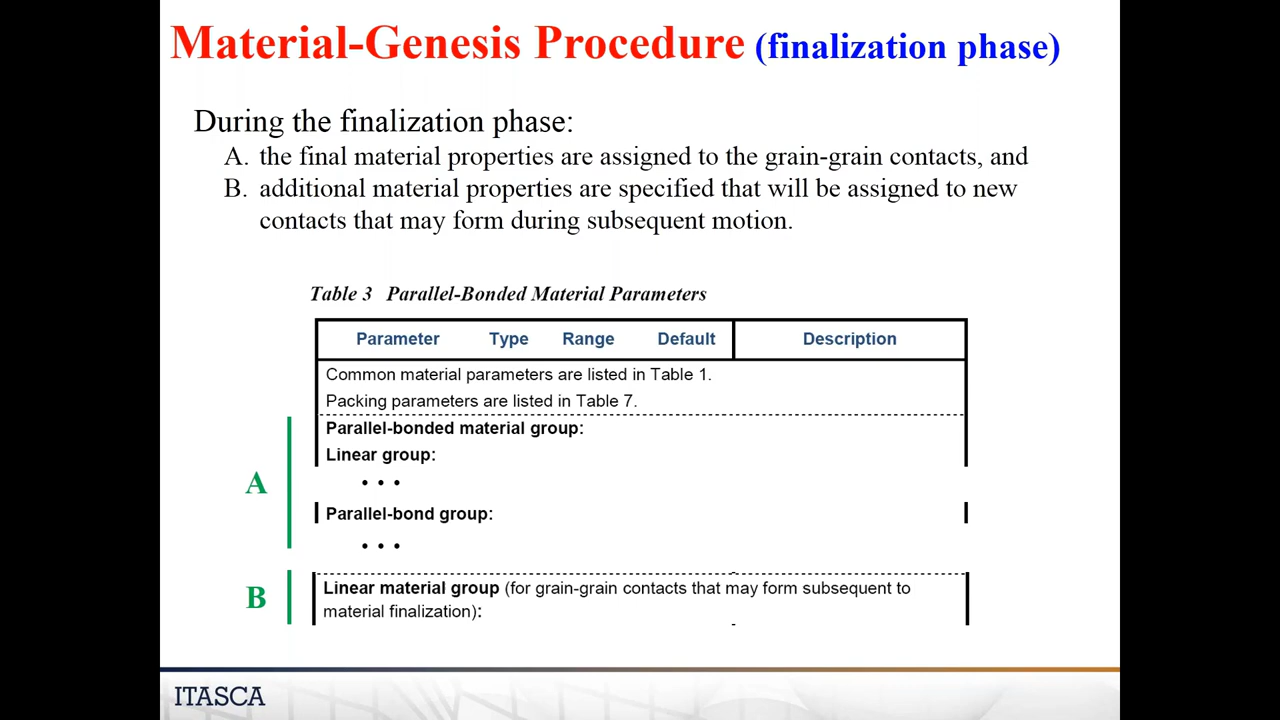 Material-Genesis Procedure (finalization phase)
During the finalization phase:
A. the final material properties are assigned to the grain-grain contacts, and
B. additional material properties are specified that will be assigned to new
contacts that may form during subsequent motion.
Table 3 Parallel-Bonded Material Parameters
Parameter Type Range Default Description
Common material parameters are listed in Table 1.
Packing parameters are listed in Table 7.
Parallel-bonded material group:
Linear group:
A
• • •
Parallel-bond group:
• • •
B
Linear material group (for grain-grain contacts that may form subsequent to
material finalization):
ITASCA